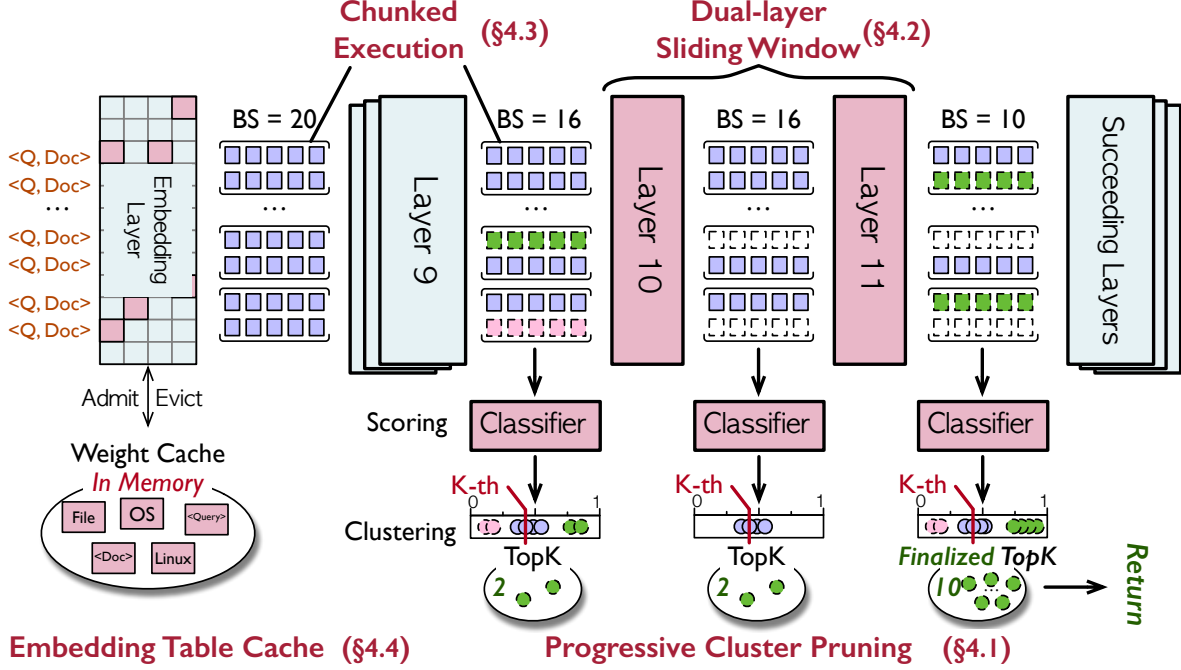 Chunked
Execution (§4.3)
Dual-layer
Sliding Window (§4.2)
BS = 20
BS = 16
BS = 16
BS = 10
<Q, Doc>
<Q, Doc>
...
<Q, Doc>
<Q, Doc>
<Q, Doc>
<Q, Doc>
Embedding
Layer
...
Layer 9
...
Layer 10
...
Layer 11
...
Succeeding Layers
Admit
Evict
Scoring
Classifier
Classifier
Classifier
Weight Cache
In Memory
File
OS
<Query>
<Doc>
Linux
Clustering
K-th
0
1
TopK
2
K-th
0
1
TopK
2
K-th
0
1
Finalized TopK
10
...
Return
Embedding Table Cache (§4.4)
Progressive Cluster Pruning (§4.1)